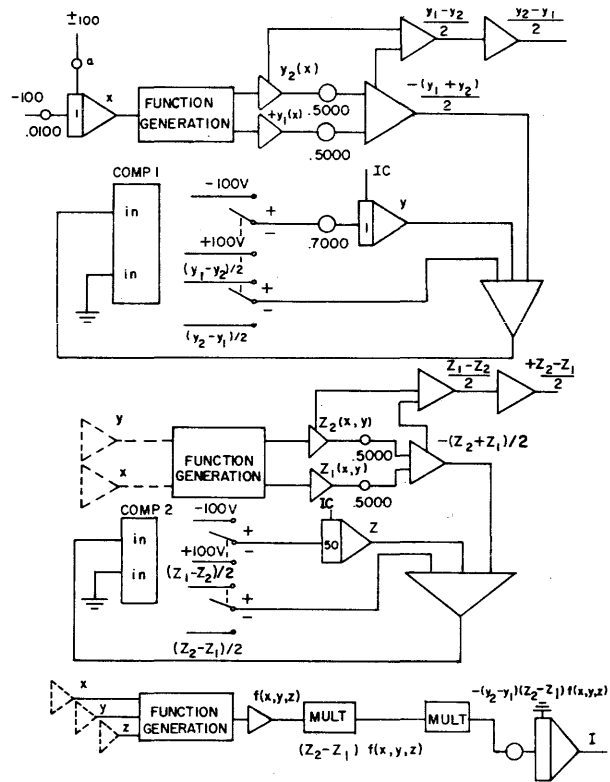 ±100
a
-100
.0100
1
x
FUNCTION
GENERATION
y₂(x)
+y₁(x)
.5000
.5000
y₁-y₂
2
y₂-y₁
2
-(y₁+y₂)
2
COMP 1
in
in
-100V
+
-
+100V
(y₁-y₂)/2
+
-
(y₂-y₁)/2
.7000
IC
1
y
y
x
FUNCTION
GENERATION
Z₂(x,y)
Z₁(x,y)
.5000
.5000
Z₁-Z₂
2
+Z₂-Z₁
2
-(Z₂+Z₁)/2
COMP 2
in
in
-100V
+
-
+100V
(Z₁-Z₂)/2
+
-
(Z₂-Z₁)/2
IC
50
Z
x
y
z
FUNCTION
GENERATION
f(x,y,z)
MULT
(Z₂-Z₁) f(x,y,z)
MULT
-(y₂-y₁)(Z₂-Z₁) f(x,y,z)
I